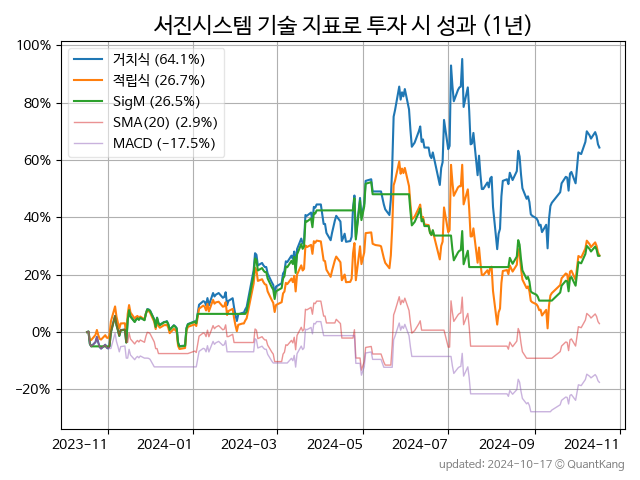 서진시스템 기술 지표로 투자 시 성과 (1년)
100%
80%
60%
40%
20%
0%
−20%
거치식 (64.1%)
적립식 (26.7%)
SigM (26.5%)
SMA(20) (2.9%)
MACD (−17.5%)
2023-11 2024-01 2024-03 2024-05 2024-07 2024-09 2024-11
updated: 2024-10-17 © QuantKang